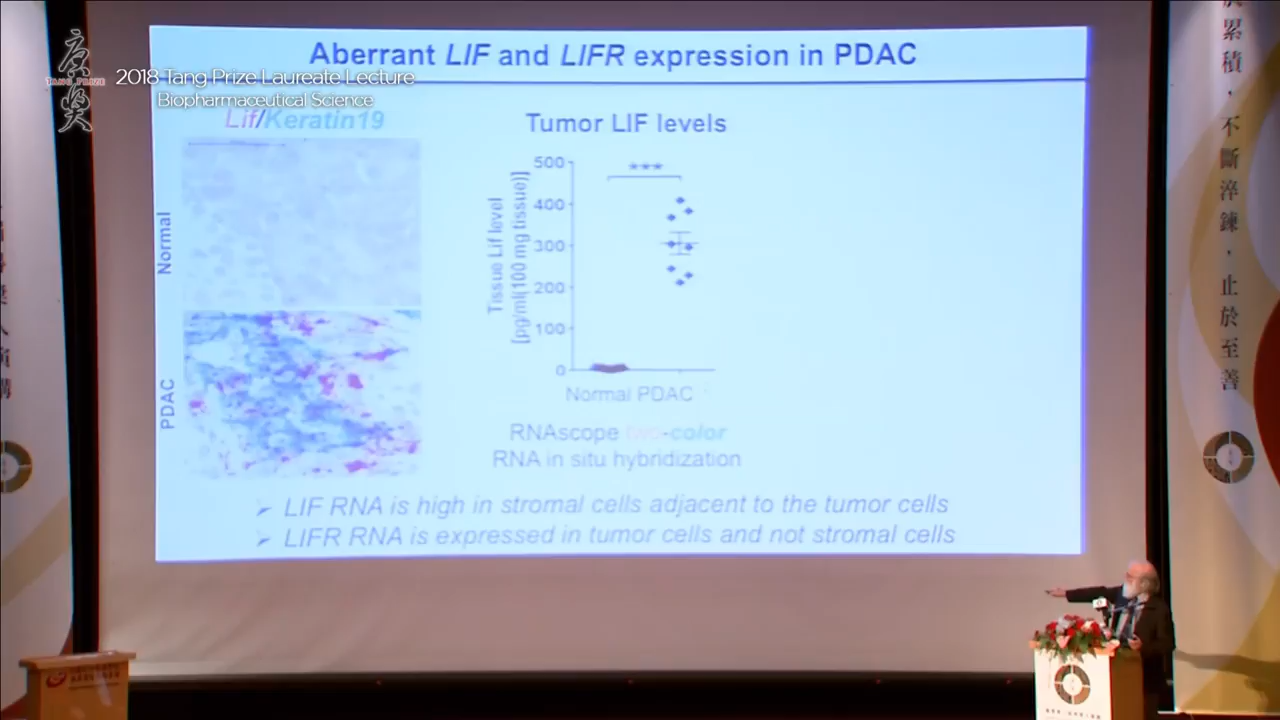 Aberrant LIF and LIFR expression in PDAC
唐獎
TANG PRIZE
2018 Tang Prize Laureate Lecture
Biopharmaceutical Science
Lif/Keratin19
Normal
PDAC
Tumor LIF levels
Tissue Lif level
[pg/ml(100 mg tissue)]
500
400
300
200
100
0
***
Normal PDAC
RNAscope two-color
RNA in situ hybridization
➢ LIF RNA is high in stromal cells adjacent to the tumor cells
➢ LIFR RNA is expressed in tumor cells and not stromal cells
累積，不斷淬鍊，止於至善